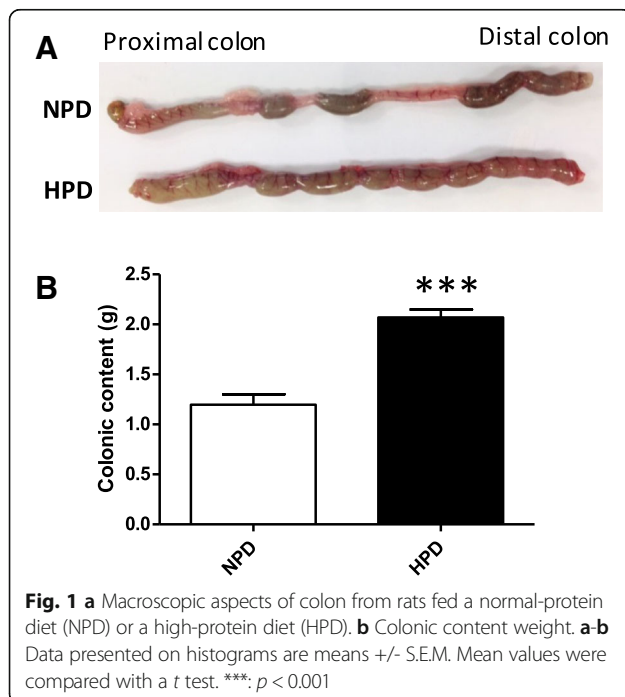 A
Proximal colon Distal colon
NPD
HPD
B
Colonic content (g)
2.5
2.0
1.5
1.0
0.5
0.0
***
NPD
HPD
Fig. 1 a Macroscopic aspects of colon from rats fed a normal-protein
diet (NPD) or a high-protein diet (HPD). b Colonic content weight. a-b
Data presented on histograms are means +/- S.E.M. Mean values were
compared with a t test. ***: p < 0.001